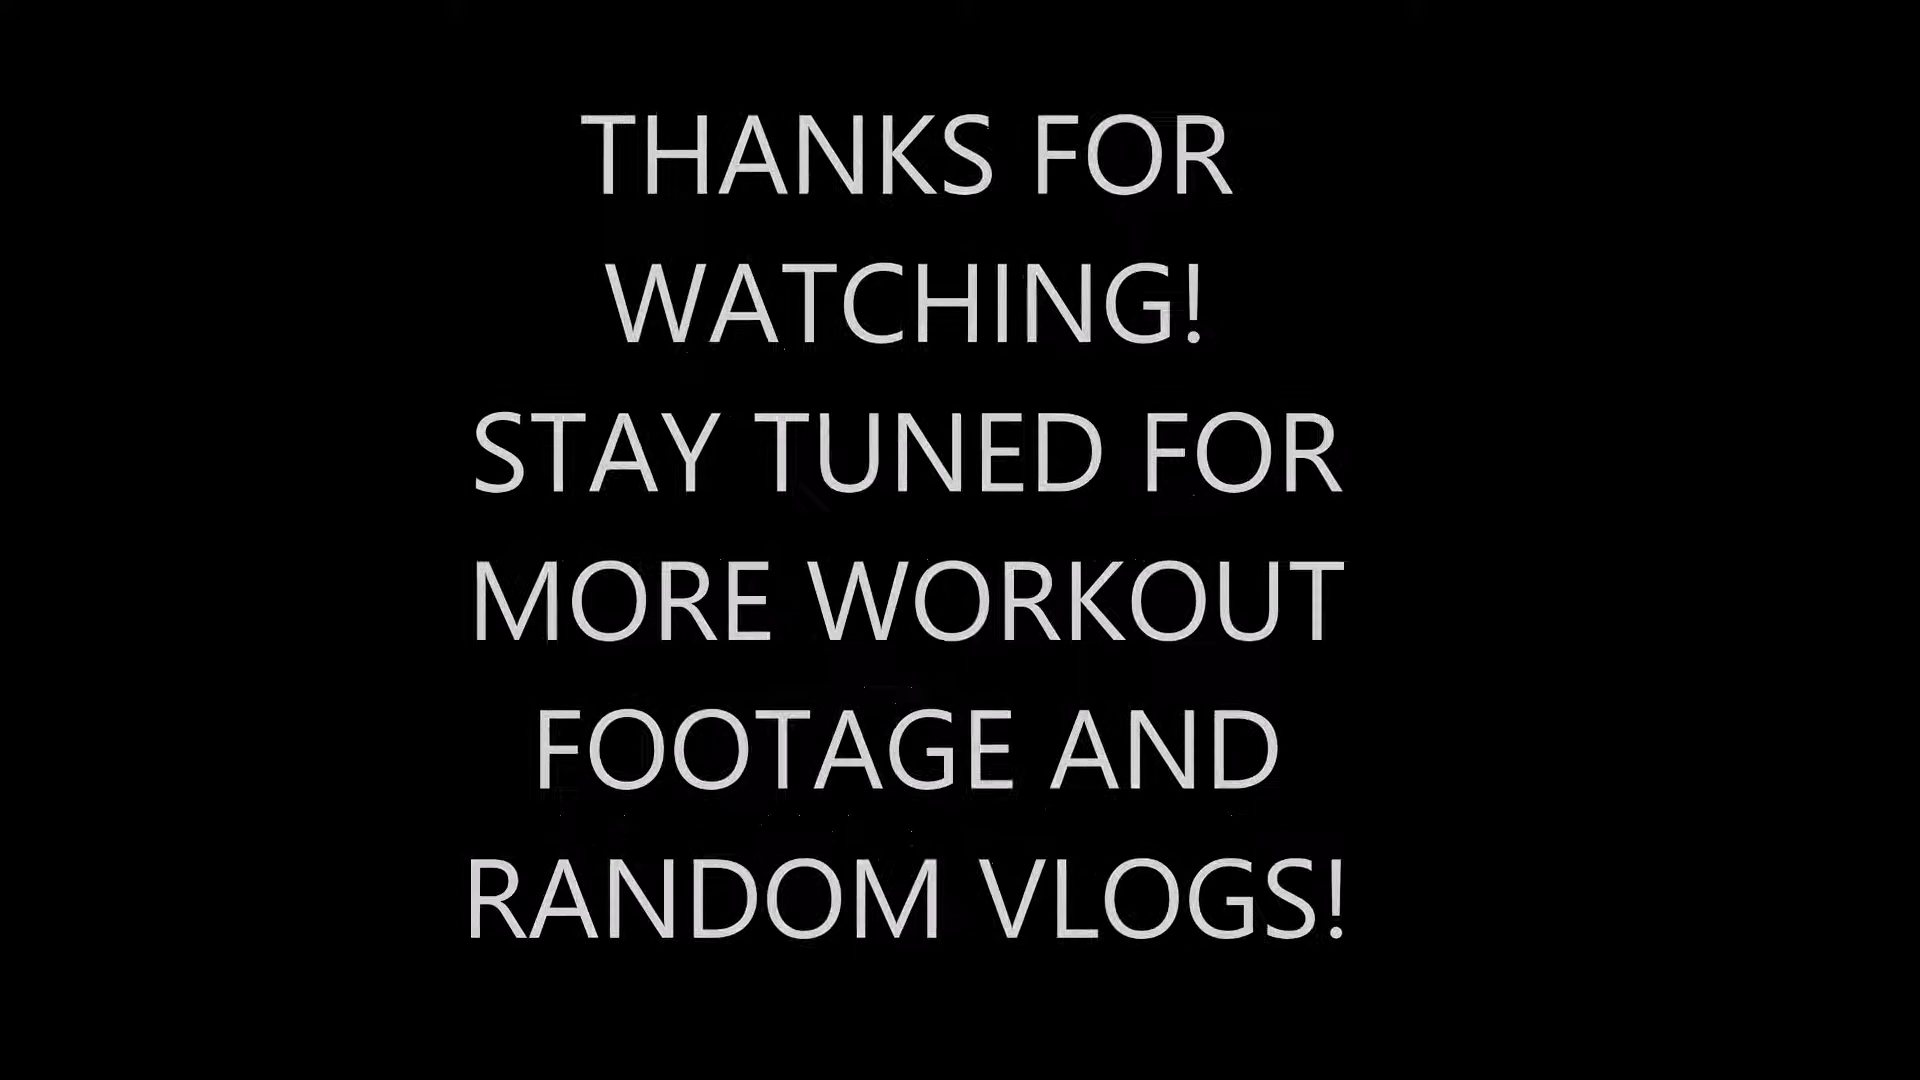 THANKS FOR
WATCHING!
STAY TUNED FOR
MORE WORKOUT
FOOTAGE AND
RANDOM VLOGS!